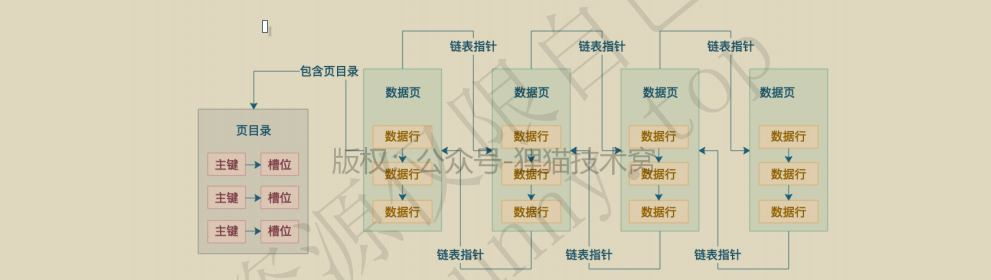 链表指针 链表指针 链表指针
包含页目录
数据页 数据页 数据页 数据页
页目录
数据行 数据行 数据行 数据行
主键 槽位
数据行 数据行 数据行 数据行
版权：公众号-狸猫技术窝
主键 槽位
数据行 数据行 数据行 数据行
主键 槽位
链表指针 链表指针 链表指针